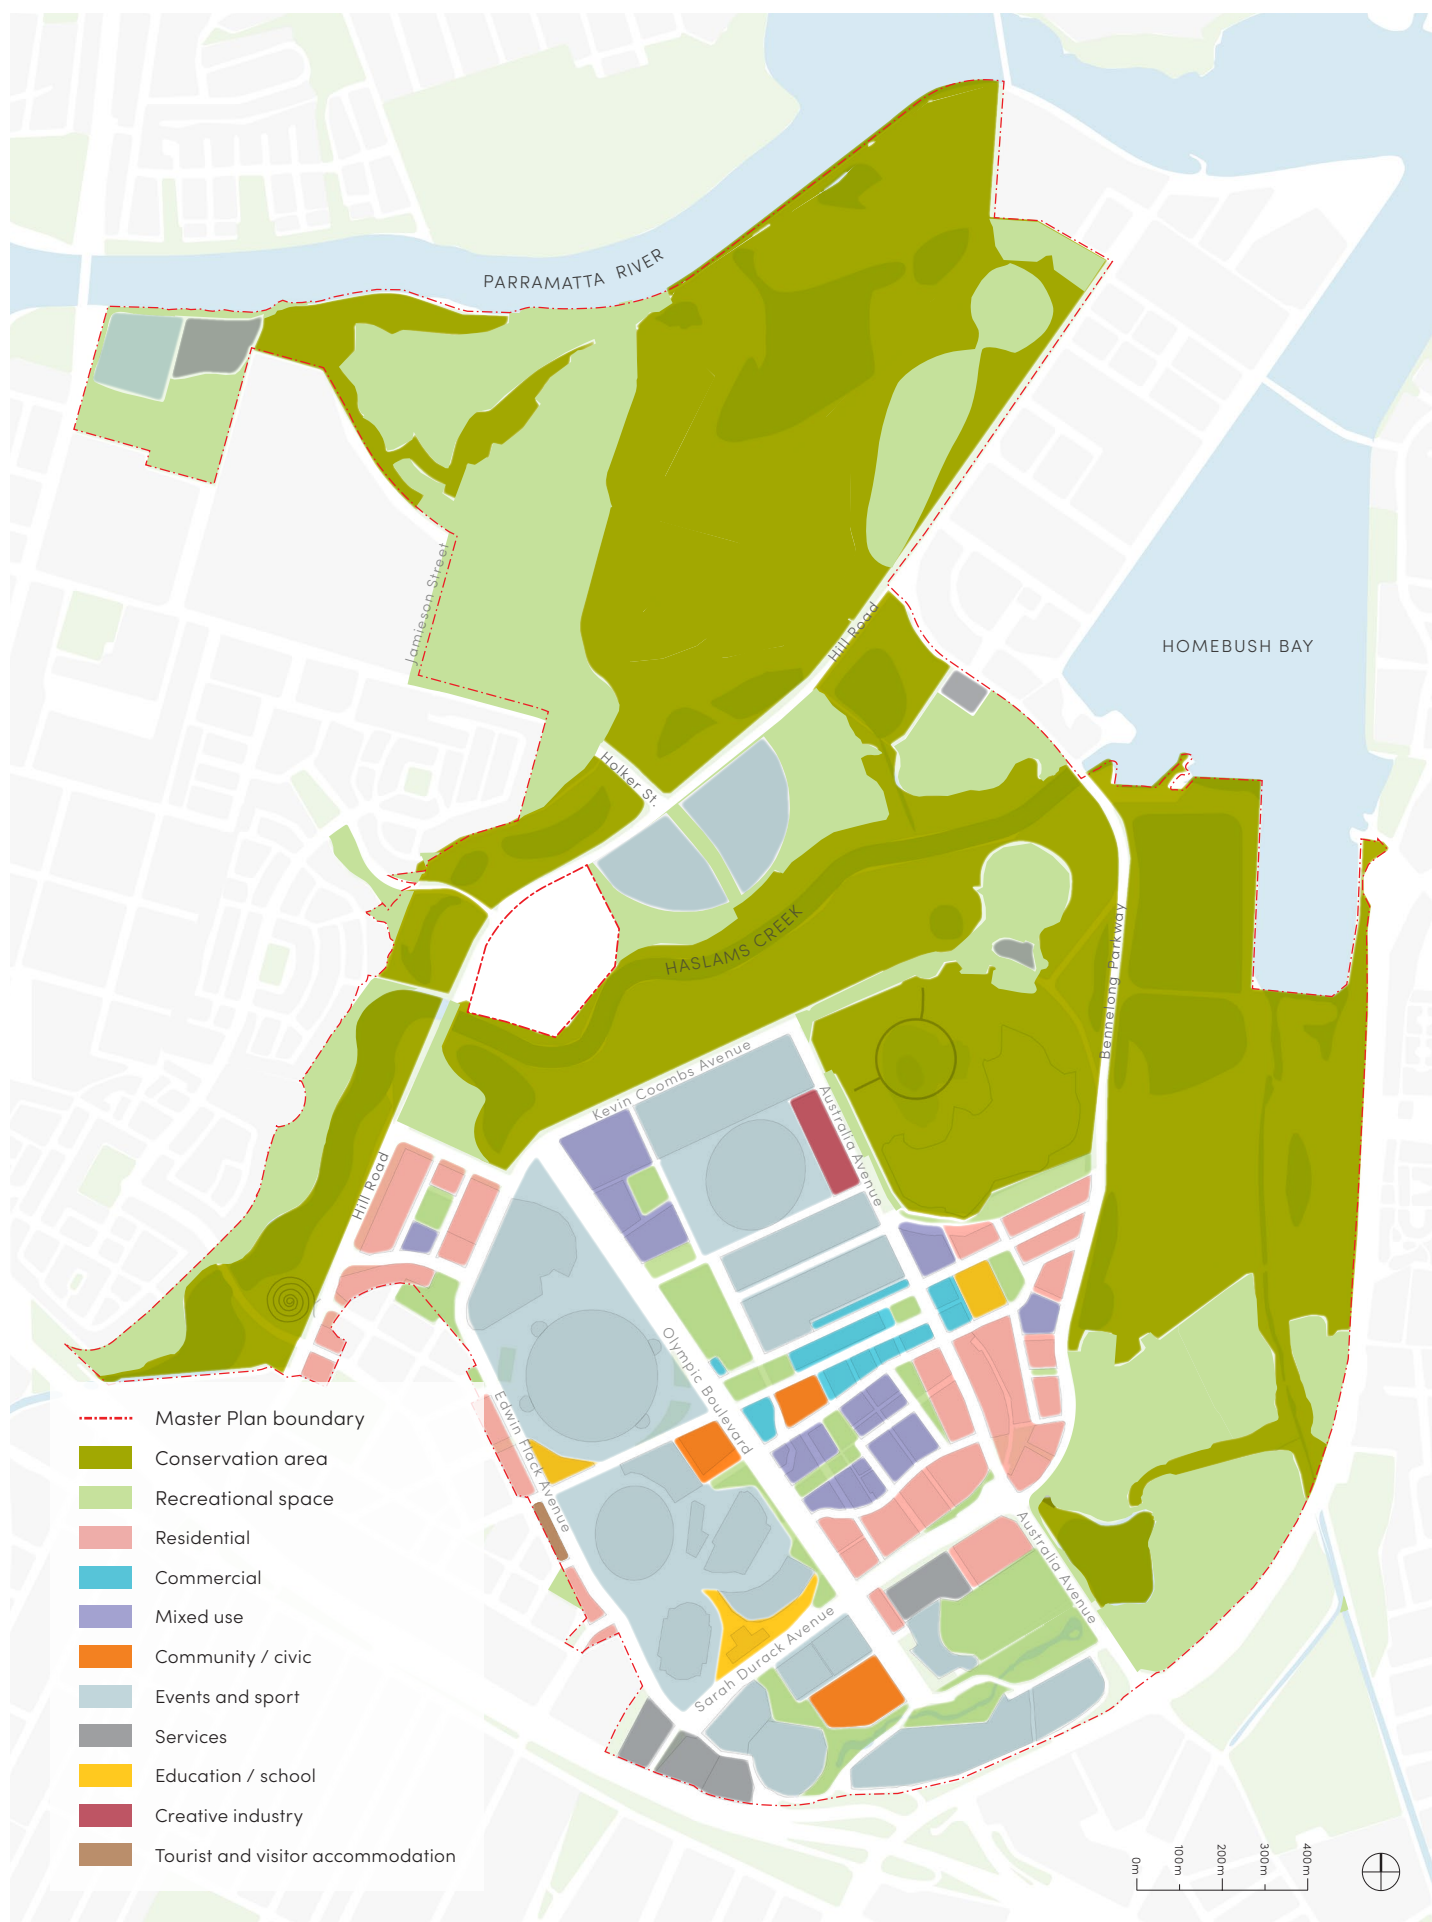 PARRAMATTA RIVER
Jamieson Street
Hill Road
HOMEBUSH BAY
Holker St.
HASLAMS CREEK
Bennelong Parkway
Kevin Coombs Avenue
Australia Avenue
Hill Road
Olympic Boulevard
Edwin Flack Avenue
Australia Avenue
Sarah Durack Avenue
Master Plan boundary
Conservation area
Recreational space
Residential
Commercial
Mixed use
Community / civic
Events and sport
Services
Education / school
Creative industry
Tourist and visitor accommodation
0m
100m
200m
300m
400m